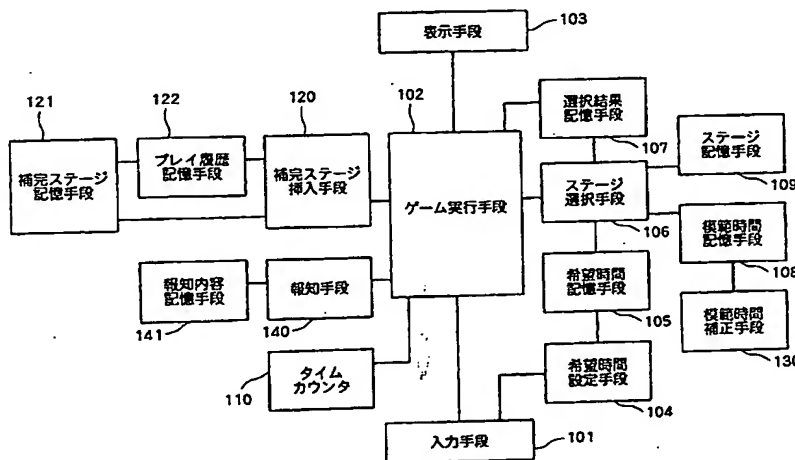 表示手段
103
121
122
120
102
選択結果
記憶手段
107
ステージ
記憶手段
109
補完ステージ
記憶手段
プレイ履歴
記憶手段
補完ステージ
挿入手段
ゲーム実行手段
ステージ
選択手段
106
模範時間
記憶手段
108
報知内容
記憶手段
141
報知手段
140
希望時間
記憶手段
105
模範時間
補正手段
130
110
タイム
カウンタ
希望時間
設定手段
104
入力手段
101